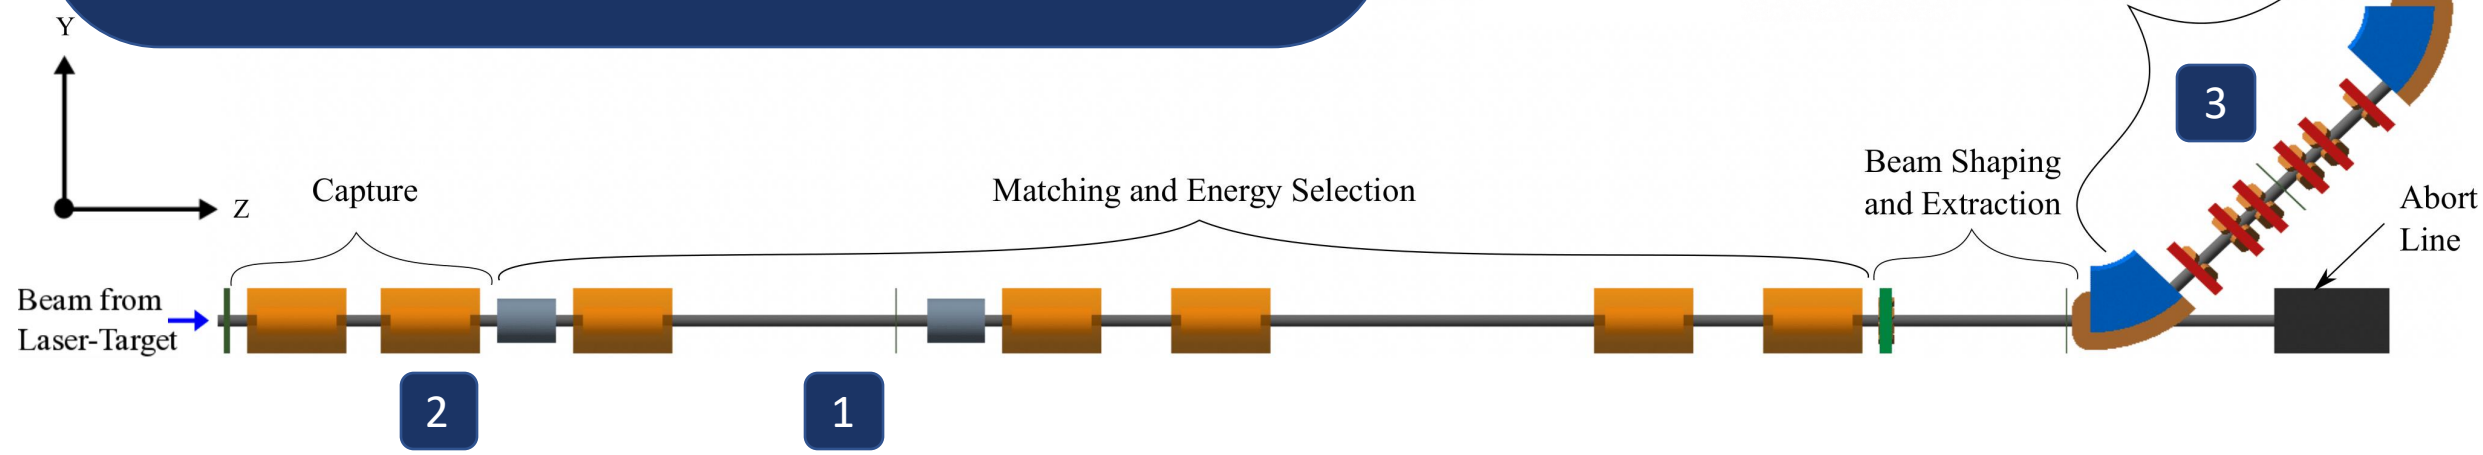 Y
Z
Capture
Matching and Energy Selection
Beam Shaping
and Extraction
3
Abort
Line
Beam from
Laser-Target
2
1